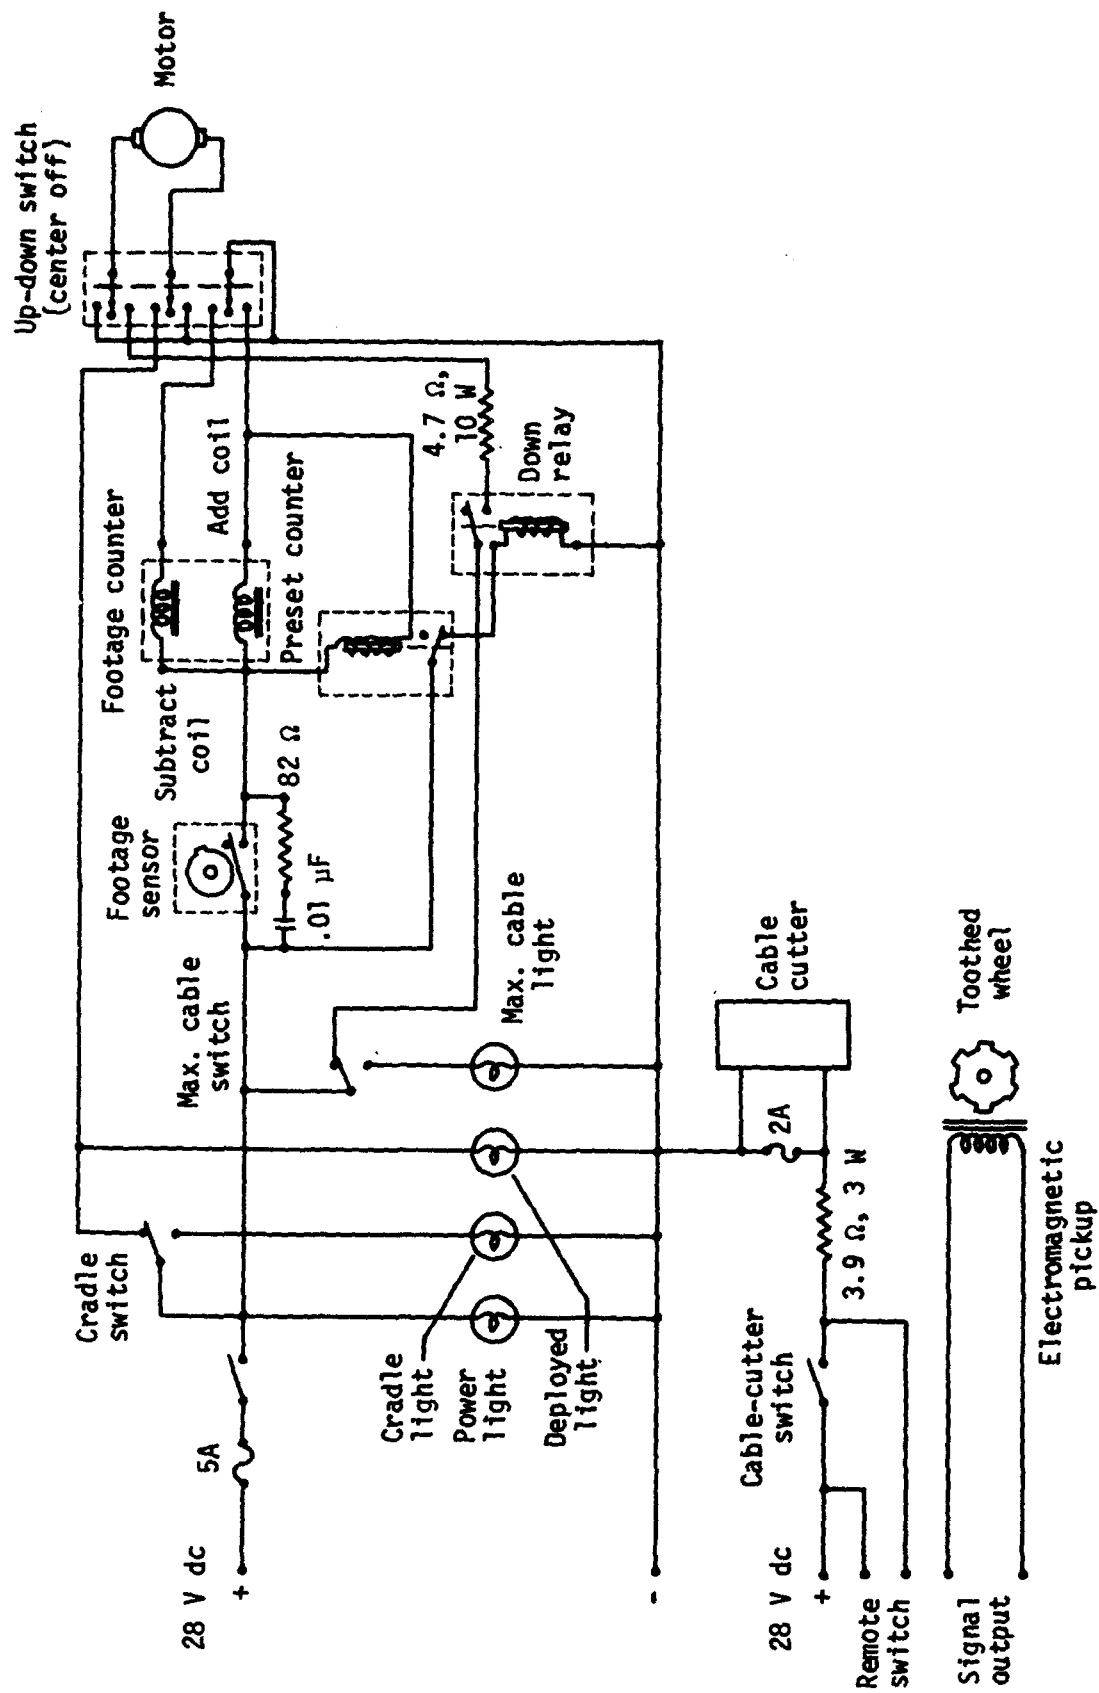 Up-down switch
(center off)
Motor
Footage counter
Add coil
Subtract
coil
Preset counter
4.7 Ω,
10 W
Down
relay
Footage
sensor
82 Ω
.01 µF
Max. cable
switch
Max. cable
light
Cradle
switch
Cradle
light
Power
light
Deployed
light
5A
28 V dc
+
-
Cable
cutter
2A
3.9 Ω, 3 W
Cable-cutter
switch
28 V dc
+
Remote
switch
Toothed
wheel
Electromagnetic
pickup
Signal
output